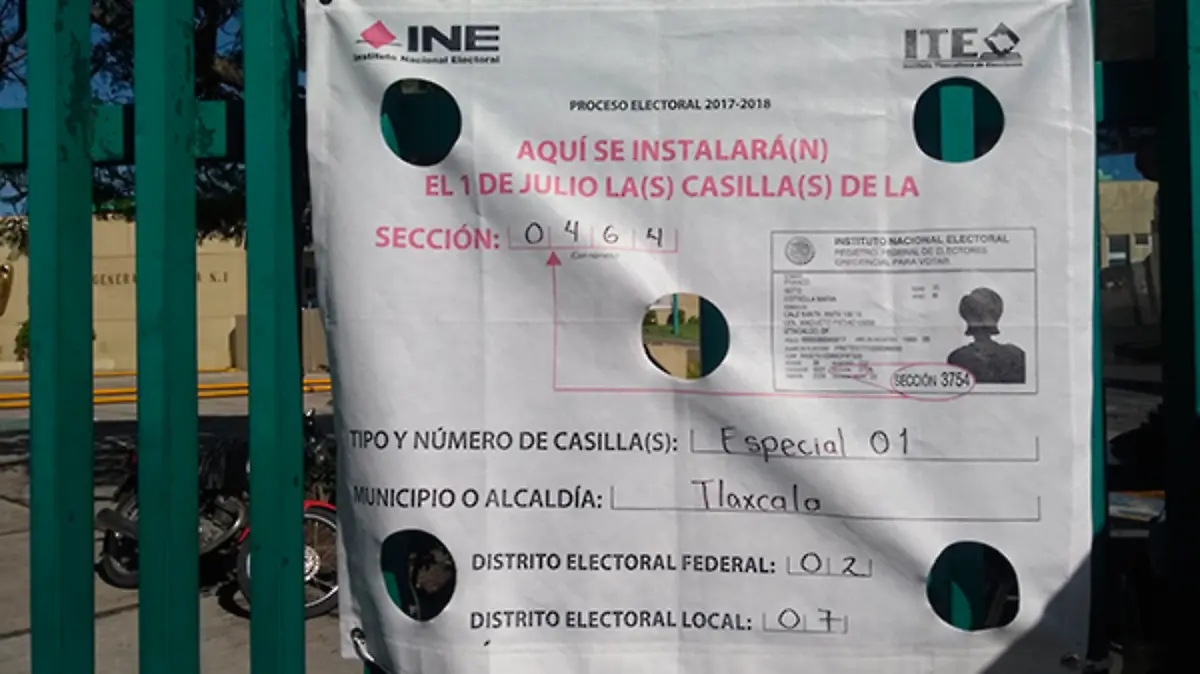 INE
Instituto Nacional Electoral
ITE
PROCESO ELECTORAL 2017-2018
AQUÍ SE INSTALARÁ(N)
EL 1 DE JULIO LA(S) CASILLA(S) DE LA
SECCIÓN: 0464
INSTITUTO NACIONAL ELECTORAL
REGISTRO FEDERAL DE ELECTORES
CREDENCIAL PARA VOTAR
SECCIÓN 3754
TIPO Y NÚMERO DE CASILLA(S): Especial 01
MUNICIPIO O ALCALDÍA: Tlaxcala
DISTRITO ELECTORAL FEDERAL: 02
DISTRITO ELECTORAL LOCAL: 07